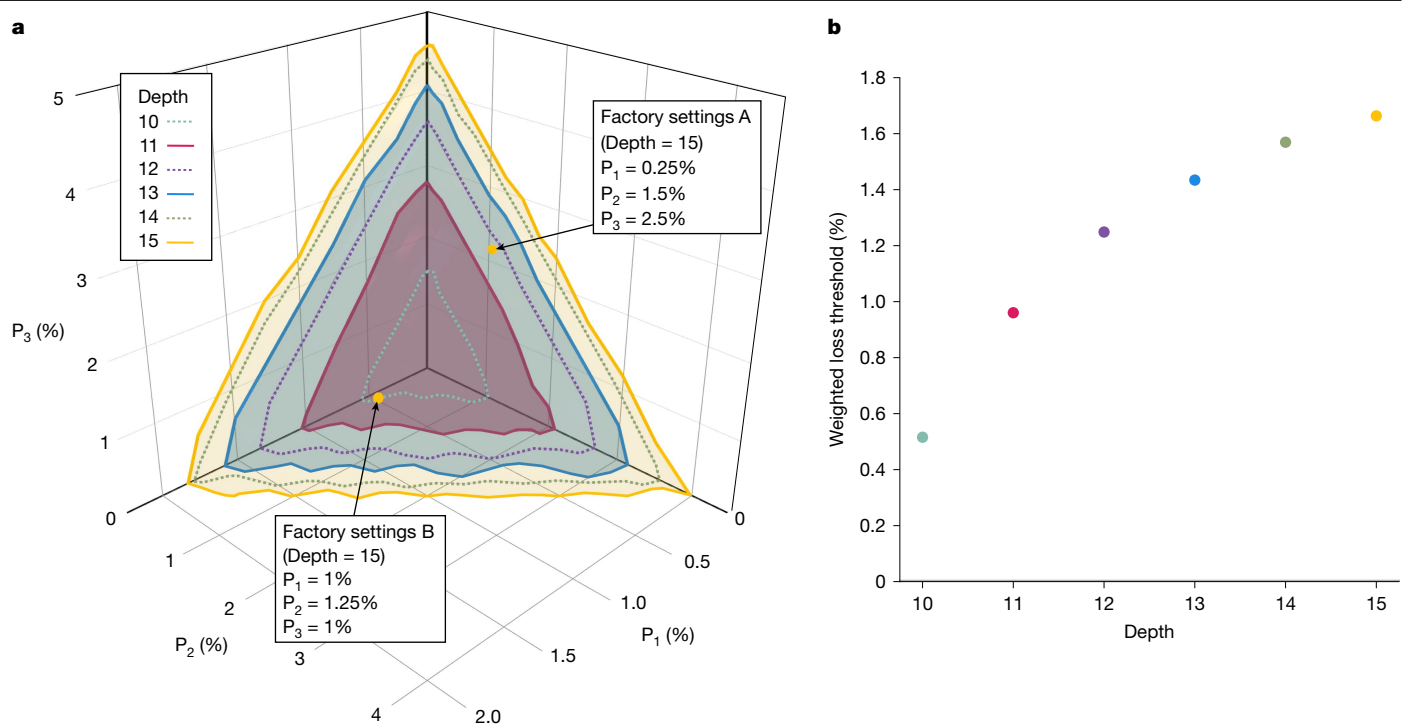 a
Depth
10
11
12
13
14
15
Factory settings A
(Depth = 15)
P₁ = 0.25%
P₂ = 1.5%
P₃ = 2.5%
5
4
3
2
1
0
P₃ (%)
Factory settings B
(Depth = 15)
P₁ = 1%
P₂ = 1.25%
P₃ = 1%
1
2
3
4
P₂ (%)
0
0.5
1.0
1.5
2.0
P₁ (%)
b
Weighted loss threshold (%)
1.8
1.6
1.4
1.2
1.0
0.8
0.6
0.4
0.2
0
10 11 12 13 14 15
Depth